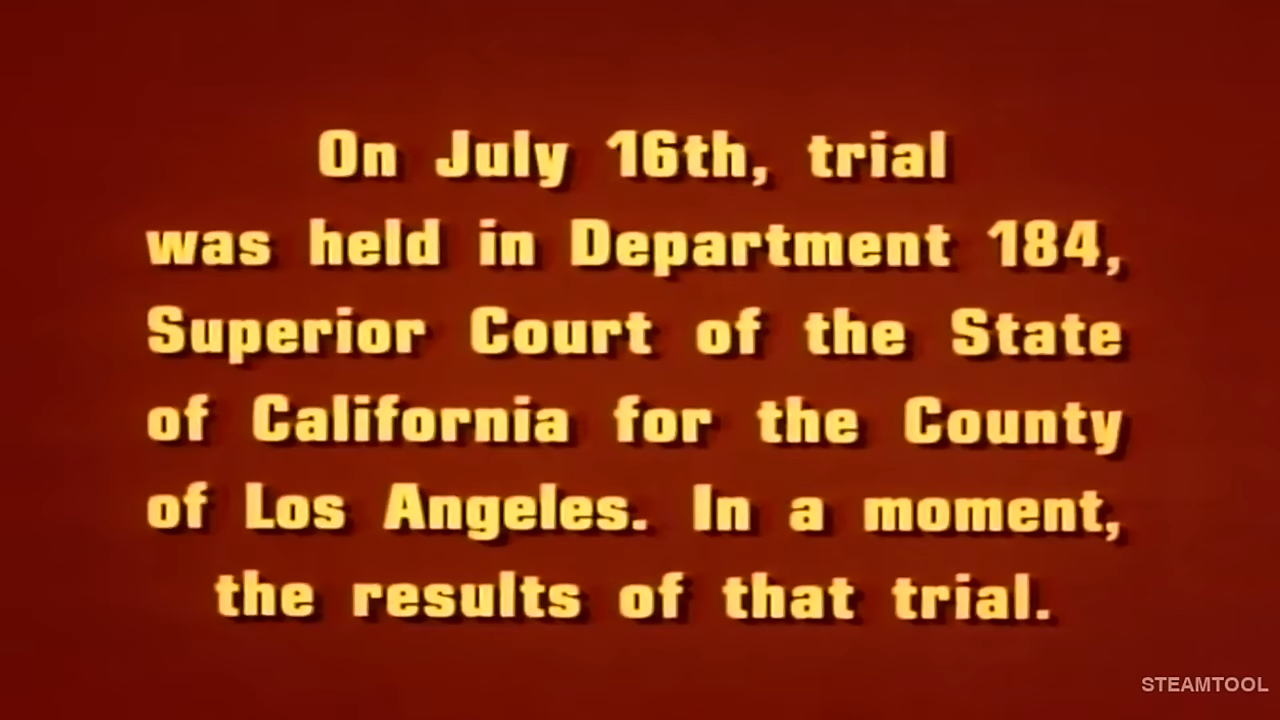 On July 16th, trial
was held in Department 184,
Superior Court of the State
of California for the County
of Los Angeles. In a moment,
the results of that trial.
STEAMTOOL